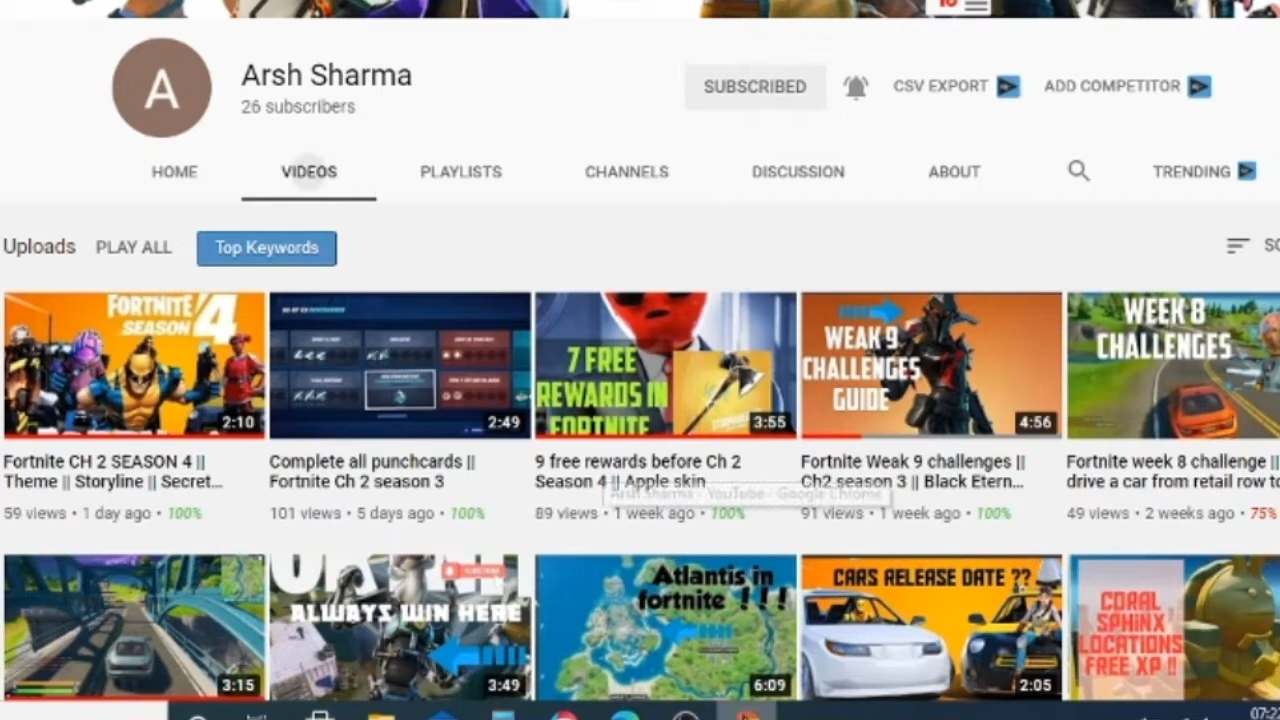 A
Arsh Sharma
26 subscribers
SUBSCRIBED
CSV EXPORT
ADD COMPETITOR
HOME
VIDEOS
PLAYLISTS
CHANNELS
DISCUSSION
ABOUT
TRENDING
Uploads
PLAY ALL
Top Keywords
FORTNITE
SEASON 4
2:10
2:49
7 FREE
REWARDS IN
FORTNITE
3:55
WEAK 9
CHALLENGES
GUIDE
4:56
WEEK 8
CHALLENGES
Fortnite CH 2 SEASON 4 ||
Theme || Storyline || Secret...
59 views • 1 day ago • 100%
Complete all punchcards ||
Fortnite Ch 2 season 3
101 views • 5 days ago • 100%
9 free rewards before Ch 2
Season 4 || Apple skin
89 views • 1 week ago • 100%
Fortnite Weak 9 challenges ||
Ch2 season 3 || Black Etern...
91 views • 1 week ago • 100%
Fortnite week 8 challenge ||
drive a car from retail row to
49 views • 2 weeks ago • 75%
Arsh Sharma - YouTube - Google Chrome
3:15
SUBSCRIBE
ALWAYS WIN HERE
3:49
Atlantis in
fortnite !!!
6:09
CARS RELEASE DATE ??
2:05
CORAL
SPHINX
LOCATIONS
FREE XP !!